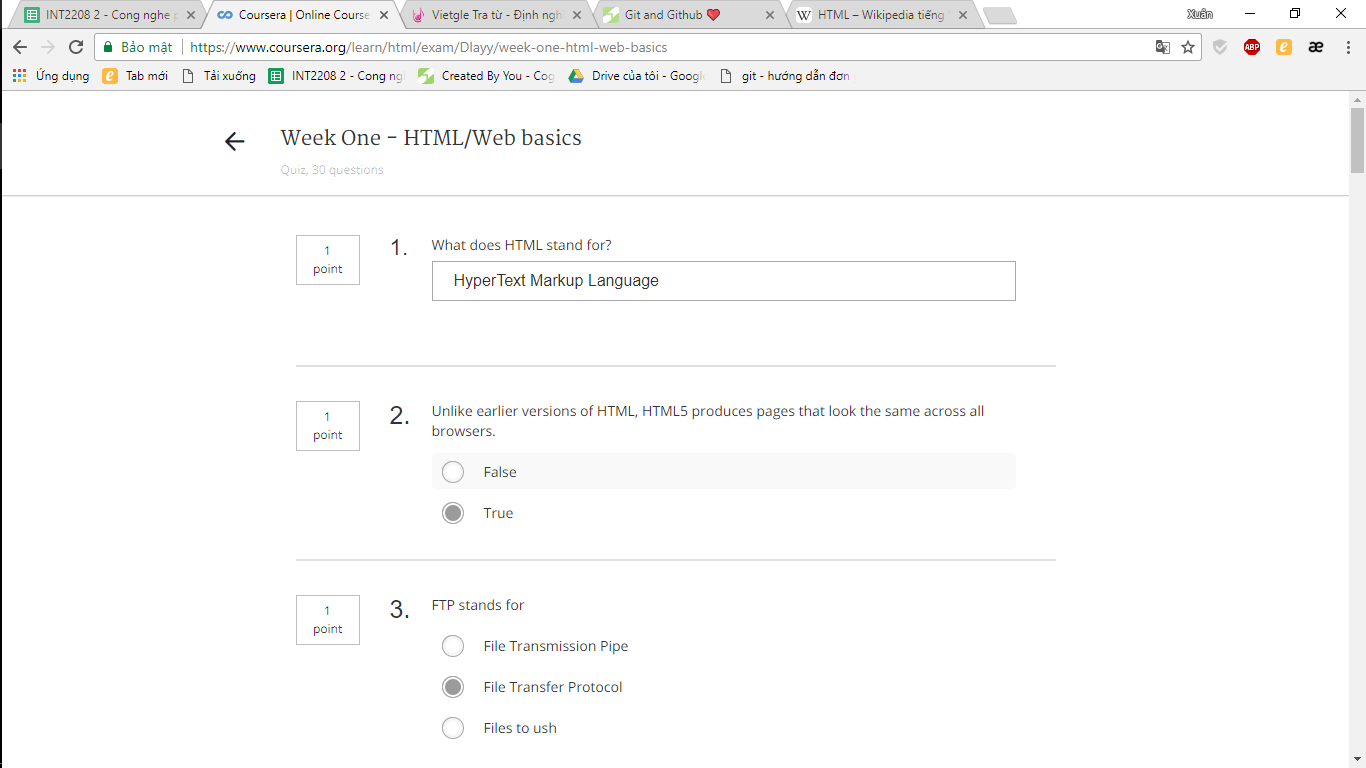 INT2208 2 - Cong nghe p
Coursera | Online Course
Vietgle Tra từ - Định ngh
Git and Github ❤️
HTML – Wikipedia tiếng
Xuân
Bảo mật
https://www.coursera.org/learn/html/exam/Dlayy/week-one-html-web-basics
ABP
Ứng dụng
Tab mới
Tải xuống
INT2208 2 - Cong ng
Created By You - Cog
Drive của tôi - Google
git - hướng dẫn đơn
Week One - HTML/Web basics
Quiz, 30 questions
1
point
1.
What does HTML stand for?
HyperText Markup Language
1
point
2.
Unlike earlier versions of HTML, HTML5 produces pages that look the same across all
browsers.
False
True
1
point
3.
FTP stands for
File Transmission Pipe
File Transfer Protocol
Files to ush